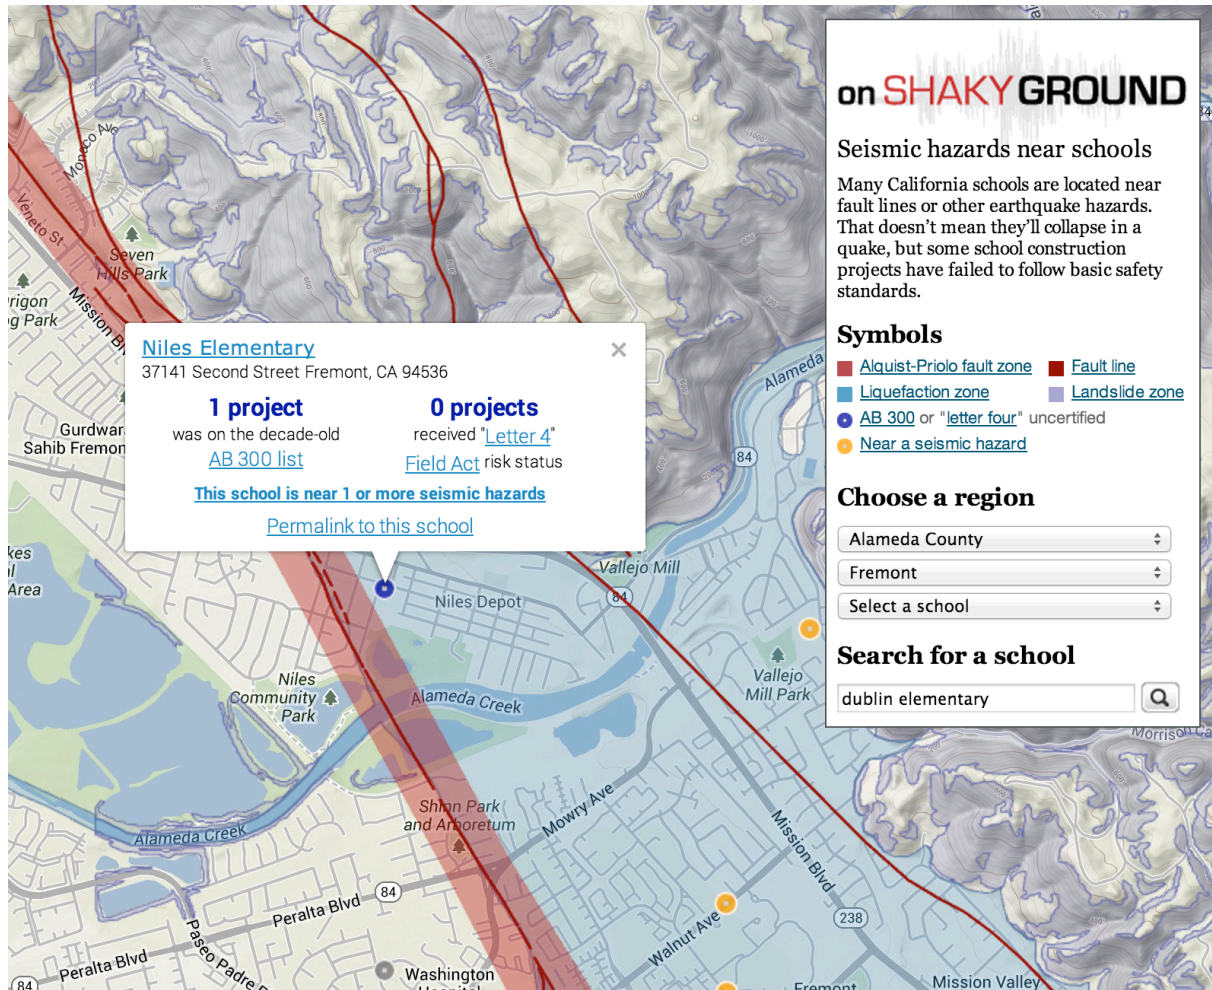 on SHAKY GROUND
Seismic hazards near schools
Many California schools are located near
fault lines or other earthquake hazards.
That doesn't mean they'll collapse in a
quake, but some school construction
projects have failed to follow basic safety
standards.
Symbols
Alquist-Priolo fault zone
Fault line
Liquefaction zone
Landslide zone
AB 300 or "letter four" uncertified
Near a seismic hazard
Choose a region
Alameda County
Fremont
Select a school
Search for a school
dublin elementary
Niles Elementary
37141 Second Street Fremont, CA 94536
1 project
was on the decade-old
AB 300 list
0 projects
received "Letter 4"
Field Act risk status
This school is near 1 or more seismic hazards
Permalink to this school
Monaco Ave
Veneto St
Seven
Hills Park
rigon
g Park
Mission Bl
Gurdwar
Sahib Fremon
kes
l
Area
Alameda
84
Vallejo Mill
84
Niles Depot
Niles
Community
Park
Alameda Creek
Vallejo
Mill Park
Morrison Ca
Shinn Park
and Arboretum
Mowry Ave
Alameda Creek
Mission Blvd
84
Peralta Blvd
238
Walnut Ave
Paseo Padre
Peralta Blvd
Washington
84
Fremont
Mission Valley